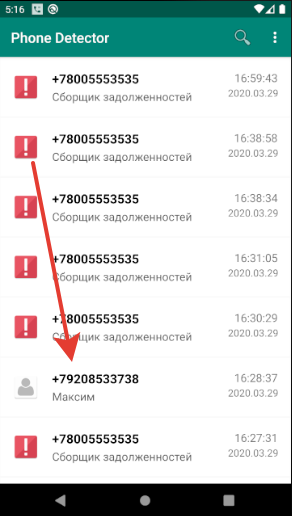 5:16
Phone Detector
+78005553535
16:59:43
Сборщик задолженностей
2020.03.29
+78005553535
16:38:58
Сборщик задолженностей
2020.03.29
+78005553535
16:38:34
Сборщик задолженностей
2020.03.29
+78005553535
16:31:05
Сборщик задолженностей
2020.03.29
+78005553535
16:30:29
Сборщик задолженностей
2020.03.29
+79208533738
16:28:37
Максим
2020.03.29
+78005553535
16:27:31
Сборщик задолженностей
2020.03.29